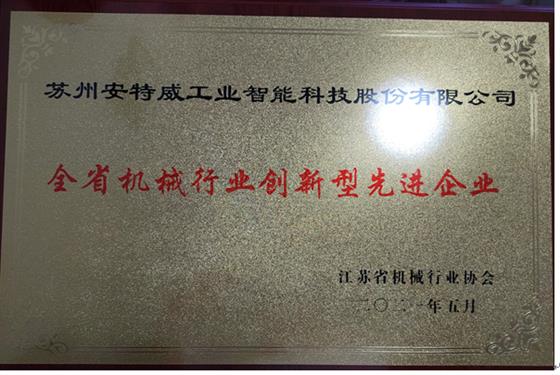 苏州安特威工业智能科技股份有限公司
全省机械行业创新型先进企业
江苏省机械行业协会
二〇二一年五月